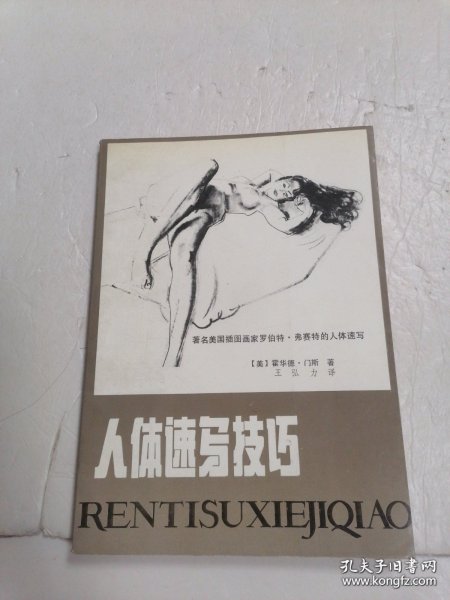 著名美国插图画家罗伯特·弗赛特的人体速写
〔美〕霍华德·门斯 著
王弘力 译
人体速写技巧
RENTISUXIEJIQIAO
孔夫子旧书网
www.kongfz.com